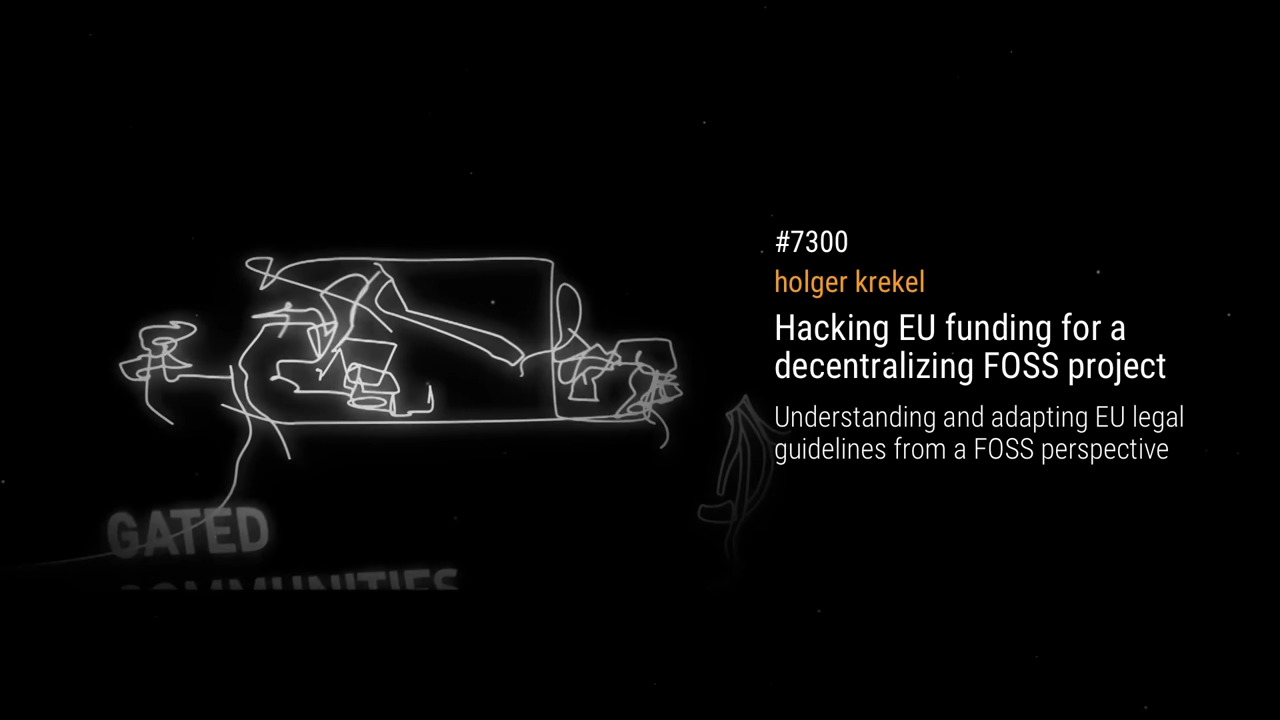 #7300
holger krekel
Hacking EU funding for a
decentralizing FOSS project
Understanding and adapting EU legal
guidelines from a FOSS perspective
GATED
COMMUNITIES